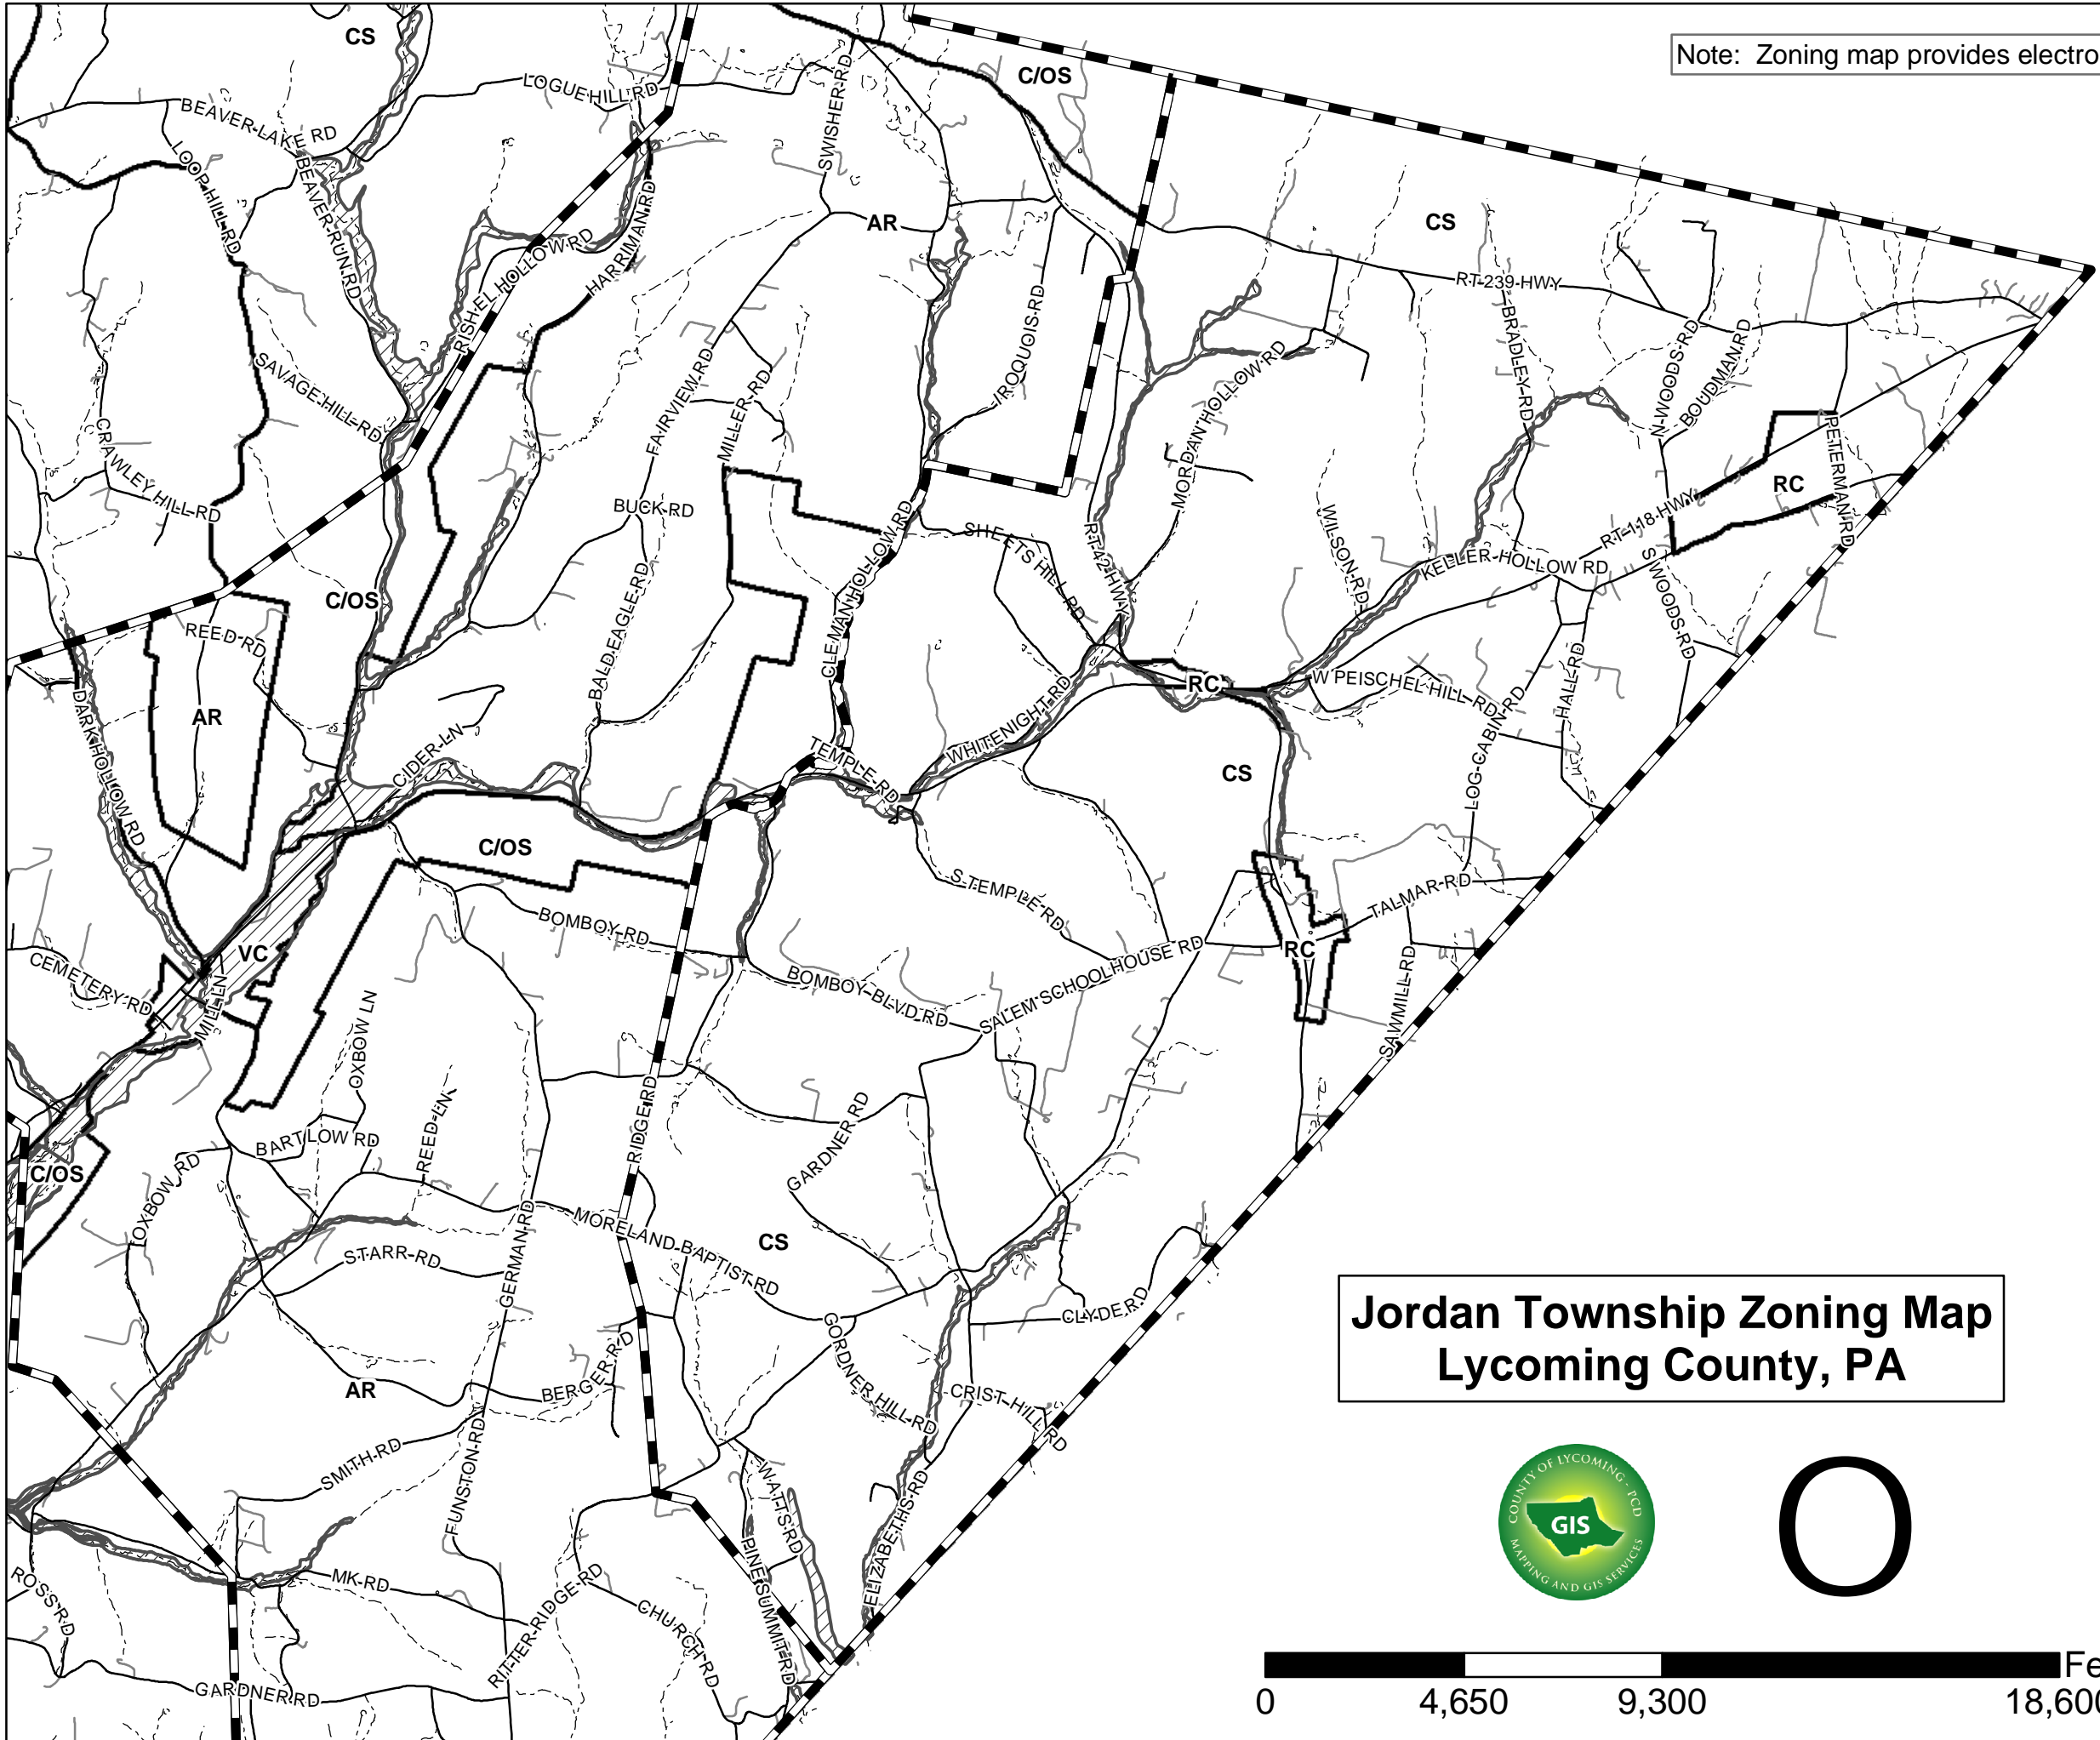 CS
C/OS
Note: Zoning map provides electro
LOGUE HILL RD
SWISHER RD
BEAVER LAKE RD
LOOP HILL RD
BEAVER RUN RD
HARRIMAN RD
RISHEL HOLLOW RD
AR
CS
RT 239 HWY
IROQUOIS RD
BRADLEY RD
N WOODS RD
BOUDMAN RD
SAVAGE HILL RD
FAIRVIEW RD
MILLER RD
MORDAN HOLLOW RD
CRAWLEY HILL RD
BUCK RD
PETERMAN RD
RC
RT 118 HWY
CLEMAN HOLLOW RD
SHEETS HILL RD
RT 42 HWY
WILSON RD
KELLER HOLLOW RD
S WOODS RD
C/OS
REED RD
BALD EAGLE RD
AR
DARK HOLLOW RD
RC
W PEISCHEL HILL RD
HALL RD
LOG CABIN RD
CIDER LN
WHITENIGHT RD
TEMPLE RD
CS
C/OS
S TEMPLE RD
TALMAR RD
BOMBOY RD
VC
RC
CEMETERY RD
MILL LN
BOMBOY BLVD RD
SALEM SCHOOLHOUSE RD
SAWMILL RD
OXBOW LN
RIDGE RD
BARTLOW RD
REED LN
GARDNER RD
C/OS
OXBOW RD
GERMAN RD
MORELAND BAPTIST RD
CS
STARR RD
CLYDE RD
Jordan Township Zoning Map
Lycoming County, PA
AR
BERGER RD
GORDNER HILL RD
CRIST HILL RD
SMITH RD
FUNSTON RD
WATTS RD
ELIZABETHS RD
PINE SUMMIT RD
COUNTY OF LYCOMING - PCD
GIS
MAPPING AND GIS SERVICES
O
ROSS RD
MK RD
RITTER RIDGE RD
CHURCH RD
GARDNER RD
Fe
0 4,650 9,300 18,600